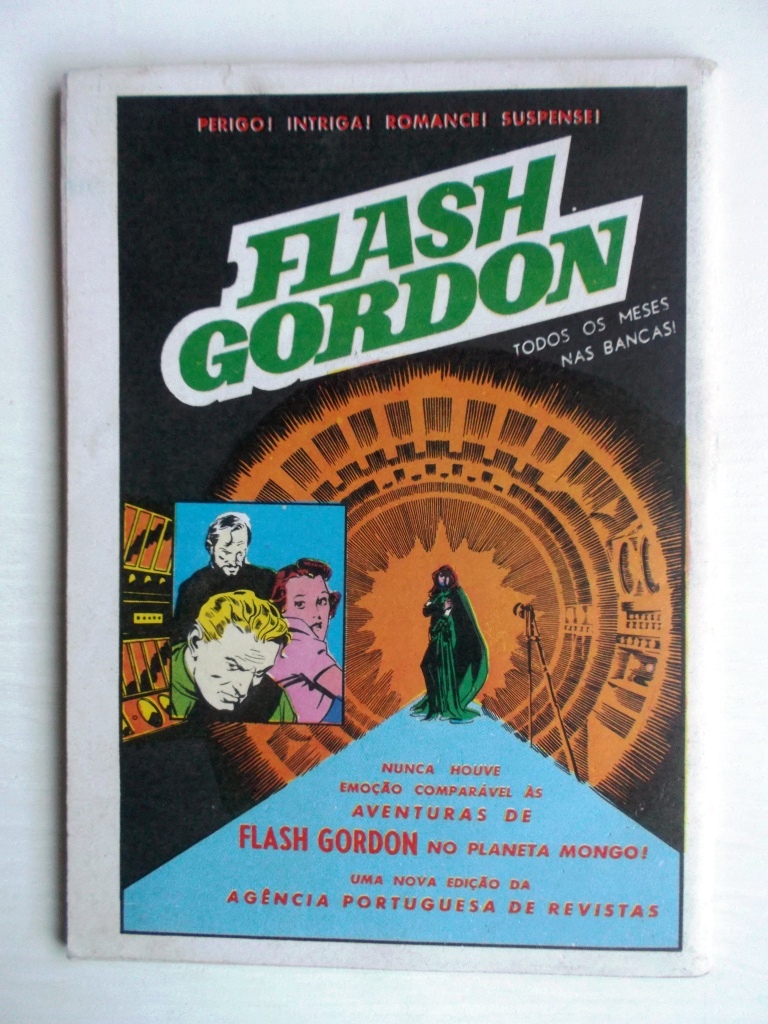 PERIGO! INTRIGA! ROMANCE! SUSPENSE!
FLASH
GORDON
TODOS OS MESES
NAS BANCAS!
NUNCA HOUVE
EMOÇÃO COMPARÁVEL ÀS
AVENTURAS DE
FLASH GORDON NO PLANETA MONGO!
UMA NOVA EDIÇÃO DA
AGÊNCIA PORTUGUESA DE REVISTAS